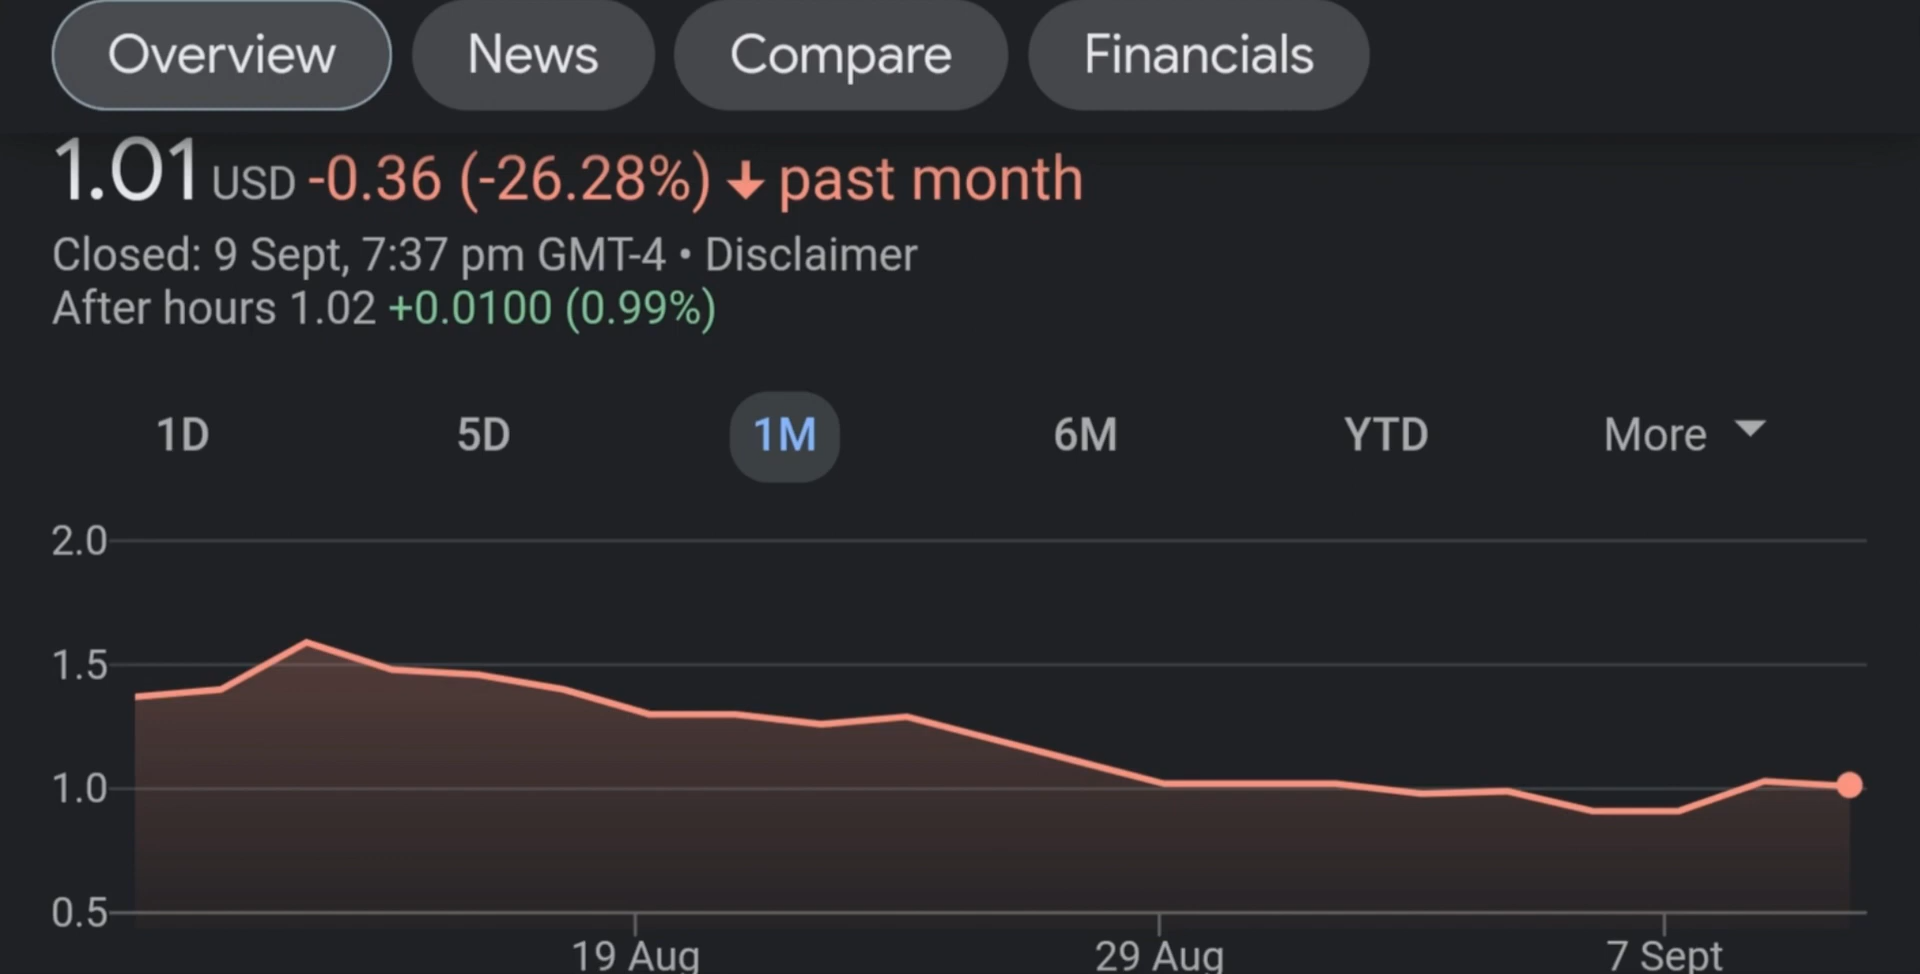 Overview News Compare Financials
1.01 USD -0.36 (-26.28%) ↓ past month
Closed: 9 Sept, 7:37 pm GMT-4 • Disclaimer
After hours 1.02 +0.0100 (0.99%)
1D 5D 1M 6M YTD More
2.0
1.5
1.0
0.5
19 Aug 29 Aug 7 Sept